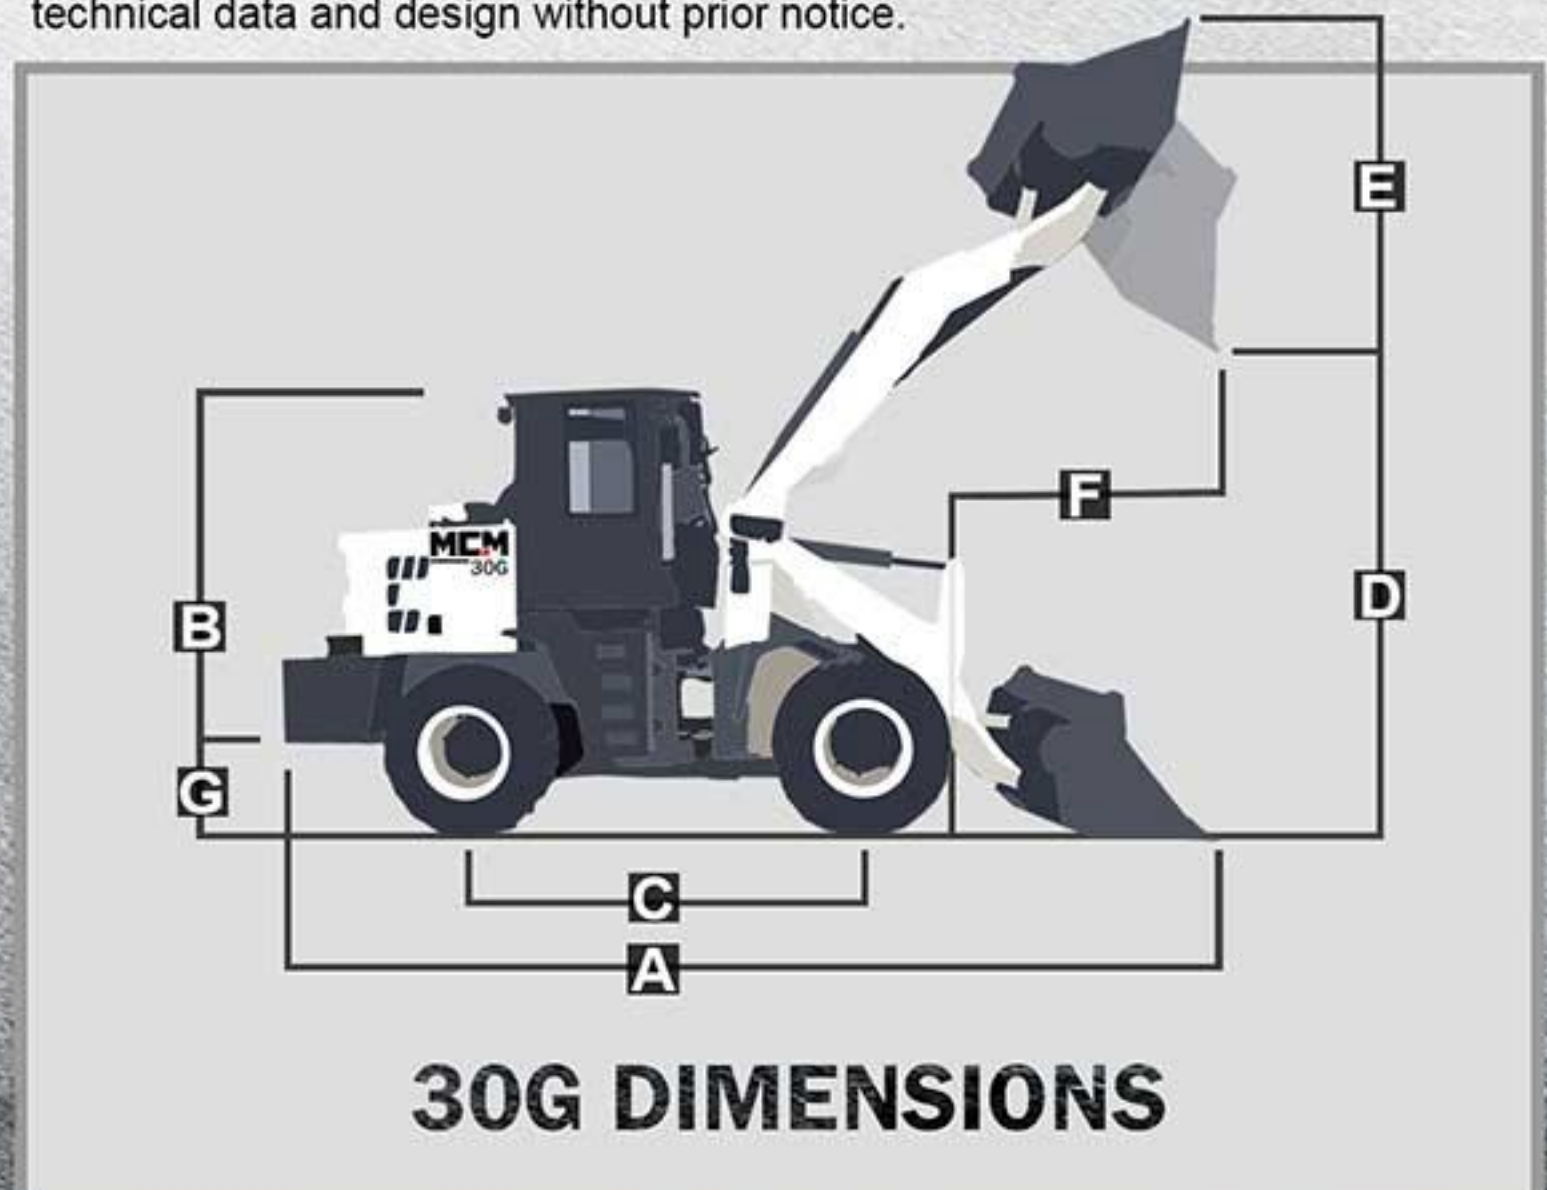 technical data and design without prior notice.
E
F
D
MCM
30G
B
G
C
A
30G DIMENSIONS